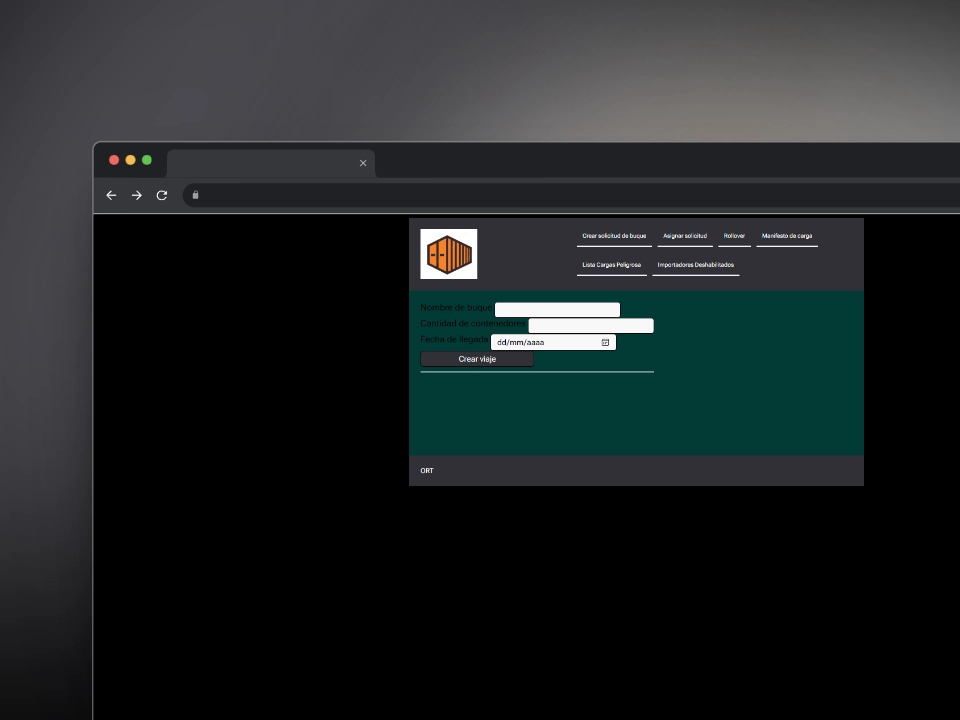 Crear solicitud de buque Asignar solicitud Rollover Manifesto de carga
Lista Cargas Peligrosa Importadores Deshabilitados
Nombre de buque
Cantidad de contenedores
Fecha de llegada dd/mm/aaaa
Crear viaje
ORT